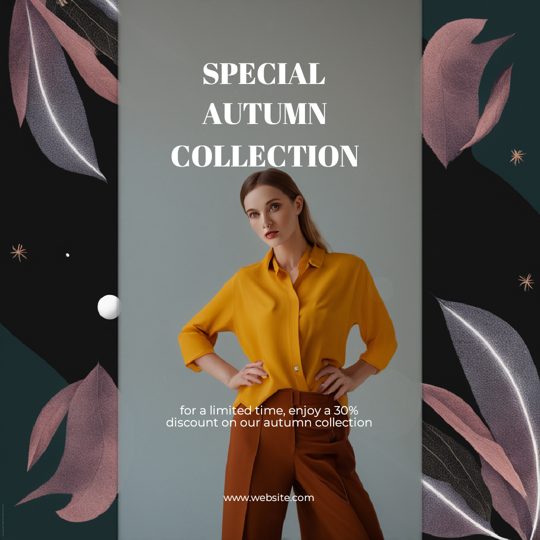 SPECIAL
AUTUMN
COLLECTION
for a limited time, enjoy a 30%
discount on our autumn collection
www.website.com